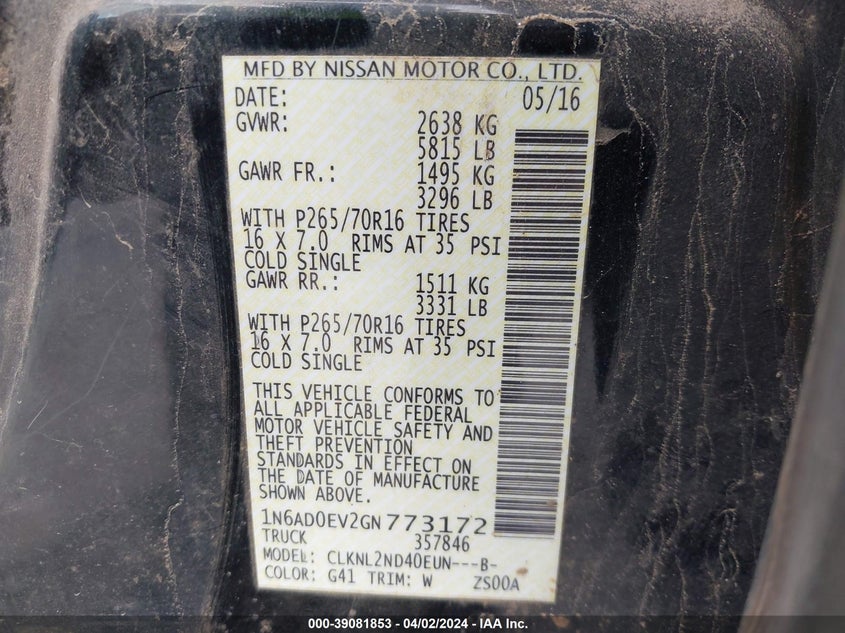 MFD BY NISSAN MOTOR CO., LTD.
DATE: 05/16
GVWR: 2638 KG
5815 LB
GAWR FR.: 1495 KG
3296 LB
WITH P265/70R16 TIRES
16 X 7.0 RIMS AT 35 PSI
COLD SINGLE
GAWR RR.: 1511 KG
3331 LB
WITH P265/70R16 TIRES
16 X 7.0 RIMS AT 35 PSI
COLD SINGLE
THIS VEHICLE CONFORMS TO
ALL APPLICABLE FEDERAL
MOTOR VEHICLE SAFETY AND
THEFT PREVENTION
STANDARDS IN EFFECT ON
THE DATE OF MANUFACTURE
SHOWN ABOVE.
1N6AD0EV2GN773172
TRUCK 357846
MODEL: CLKNL2ND40EUN---B-
COLOR: G41 TRIM: W ZS00A
000-39081853 - 04/02/2024 - IAA Inc.